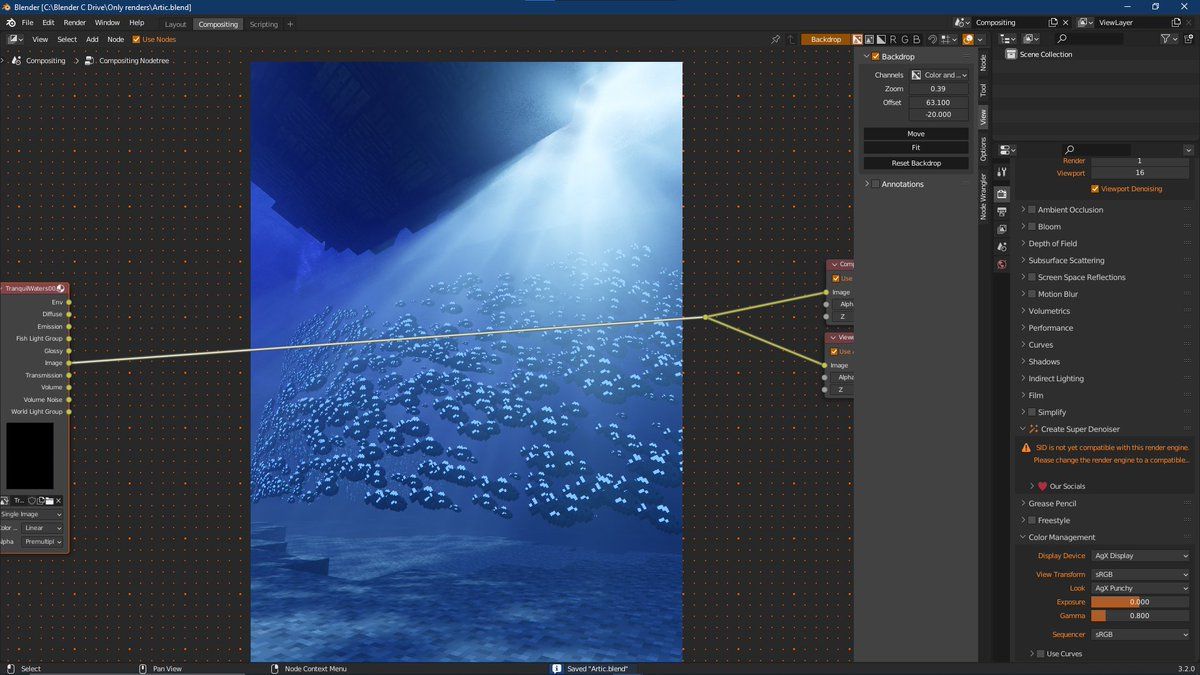 Blender [C:\Blender C Drive\Only renders\Artic.blend]
File Edit Render Window Help Layout Compositing Scripting + Compositing ViewLayer
View Select Add Node Use Nodes Backdrop R G B
Compositing > Compositing Nodetree
TranquilWaters00
Env
Diffuse
Emission
Fish Light Group
Glossy
Image
Transmission
Volume
Volume Noise
World Light Group
Tr...
Single Image
Color ... Linear
Alpha Premultipl
Comp
Use
Image
Alph
Z
View
Use
Image
Alpha
Z
Backdrop
Channels Color and ...
Zoom 0.39
Offset 63.100
-20.000
Move
Fit
Reset Backdrop
Annotations
Node
Tool
View
Options
Node Wrangler
Scene Collection
Render 1
Viewport 16
Viewport Denoising
Ambient Occlusion
Bloom
Depth of Field
Subsurface Scattering
Screen Space Reflections
Motion Blur
Volumetrics
Performance
Curves
Shadows
Indirect Lighting
Film
Simplify
Create Super Denoiser
SID is not yet compatible with this render engine.
Please change the render engine to a compatible...
Our Socials
Grease Pencil
Freestyle
Color Management
Display Device AgX Display
View Transform sRGB
Look AgX Punchy
Exposure 0.000
Gamma 0.800
Sequencer sRGB
Use Curves
Select Pan View Node Context Menu Saved "Artic.blend" 3.2.0